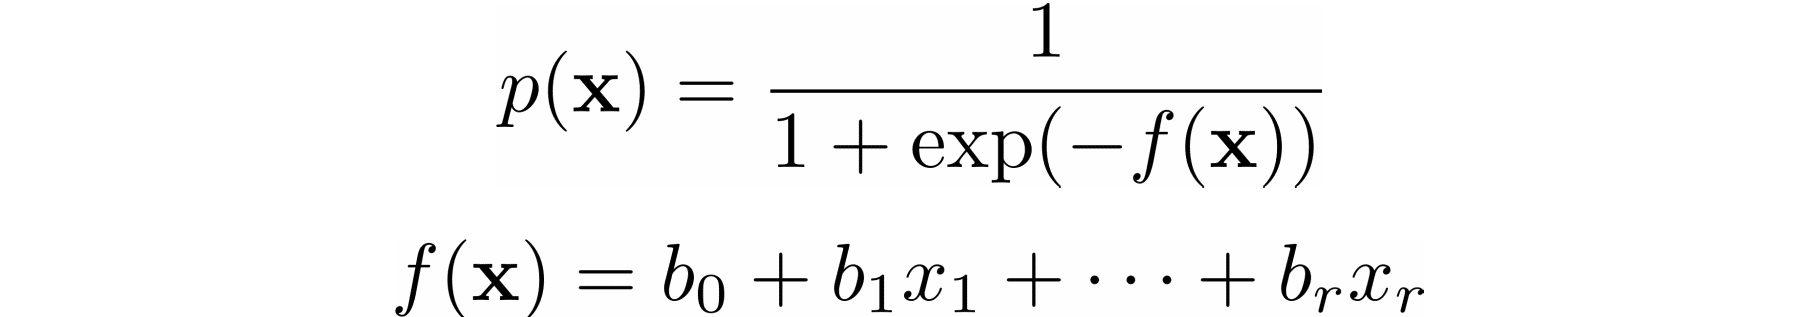 p(𝐱) = 1 / (1 + exp(−f(𝐱)))
f(𝐱) = b₀ + b₁x₁ + ⋯ + bᵣxᵣ